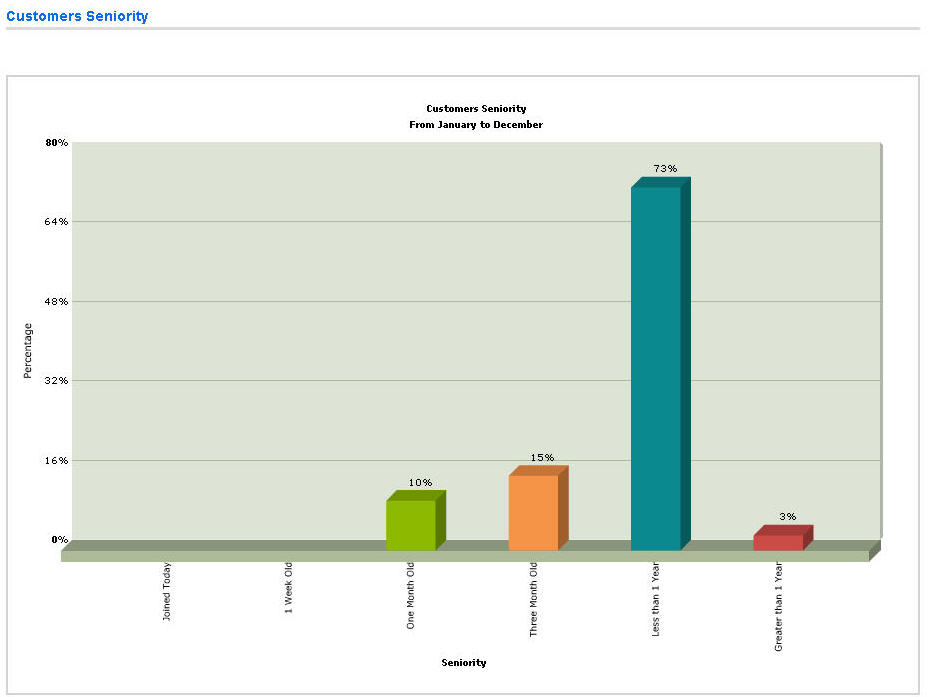 Customers Seniority
Customers Seniority
From January to December
80%
64%
48%
32%
16%
0%
Percentage
10%
15%
73%
3%
Joined Today
1 Week Old
One Month Old
Three Month Old
Less than 1 Year
Greater than 1 Year
Seniority